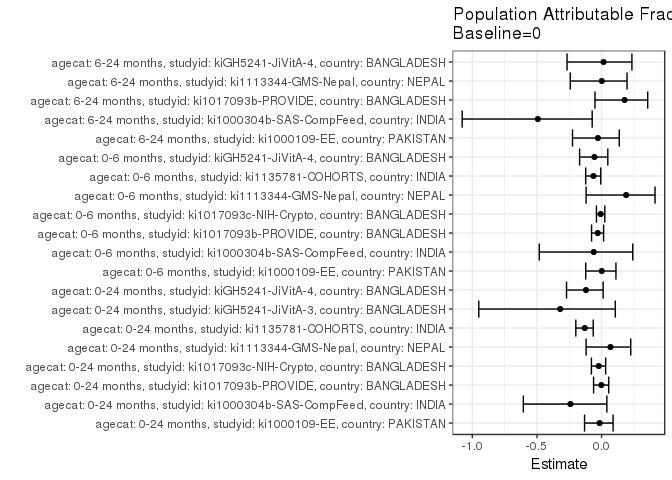 Population Attributable Frac
Baseline=0
agecat: 6-24 months, studyid: kiGH5241-JiVitA-4, country: BANGLADESH
agecat: 6-24 months, studyid: ki1113344-GMS-Nepal, country: NEPAL
agecat: 6-24 months, studyid: ki1017093b-PROVIDE, country: BANGLADESH
agecat: 6-24 months, studyid: ki1000304b-SAS-CompFeed, country: INDIA
agecat: 6-24 months, studyid: ki1000109-EE, country: PAKISTAN
agecat: 0-6 months, studyid: kiGH5241-JiVitA-4, country: BANGLADESH
agecat: 0-6 months, studyid: ki1135781-COHORTS, country: INDIA
agecat: 0-6 months, studyid: ki1113344-GMS-Nepal, country: NEPAL
agecat: 0-6 months, studyid: ki1017093c-NIH-Crypto, country: BANGLADESH
agecat: 0-6 months, studyid: ki1017093b-PROVIDE, country: BANGLADESH
agecat: 0-6 months, studyid: ki1000304b-SAS-CompFeed, country: INDIA
agecat: 0-6 months, studyid: ki1000109-EE, country: PAKISTAN
agecat: 0-24 months, studyid: kiGH5241-JiVitA-4, country: BANGLADESH
agecat: 0-24 months, studyid: kiGH5241-JiVitA-3, country: BANGLADESH
agecat: 0-24 months, studyid: ki1135781-COHORTS, country: INDIA
agecat: 0-24 months, studyid: ki1113344-GMS-Nepal, country: NEPAL
agecat: 0-24 months, studyid: ki1017093c-NIH-Crypto, country: BANGLADESH
agecat: 0-24 months, studyid: ki1017093b-PROVIDE, country: BANGLADESH
agecat: 0-24 months, studyid: ki1000304b-SAS-CompFeed, country: INDIA
agecat: 0-24 months, studyid: ki1000109-EE, country: PAKISTAN
-1.0 -0.5 0.0
Estimate